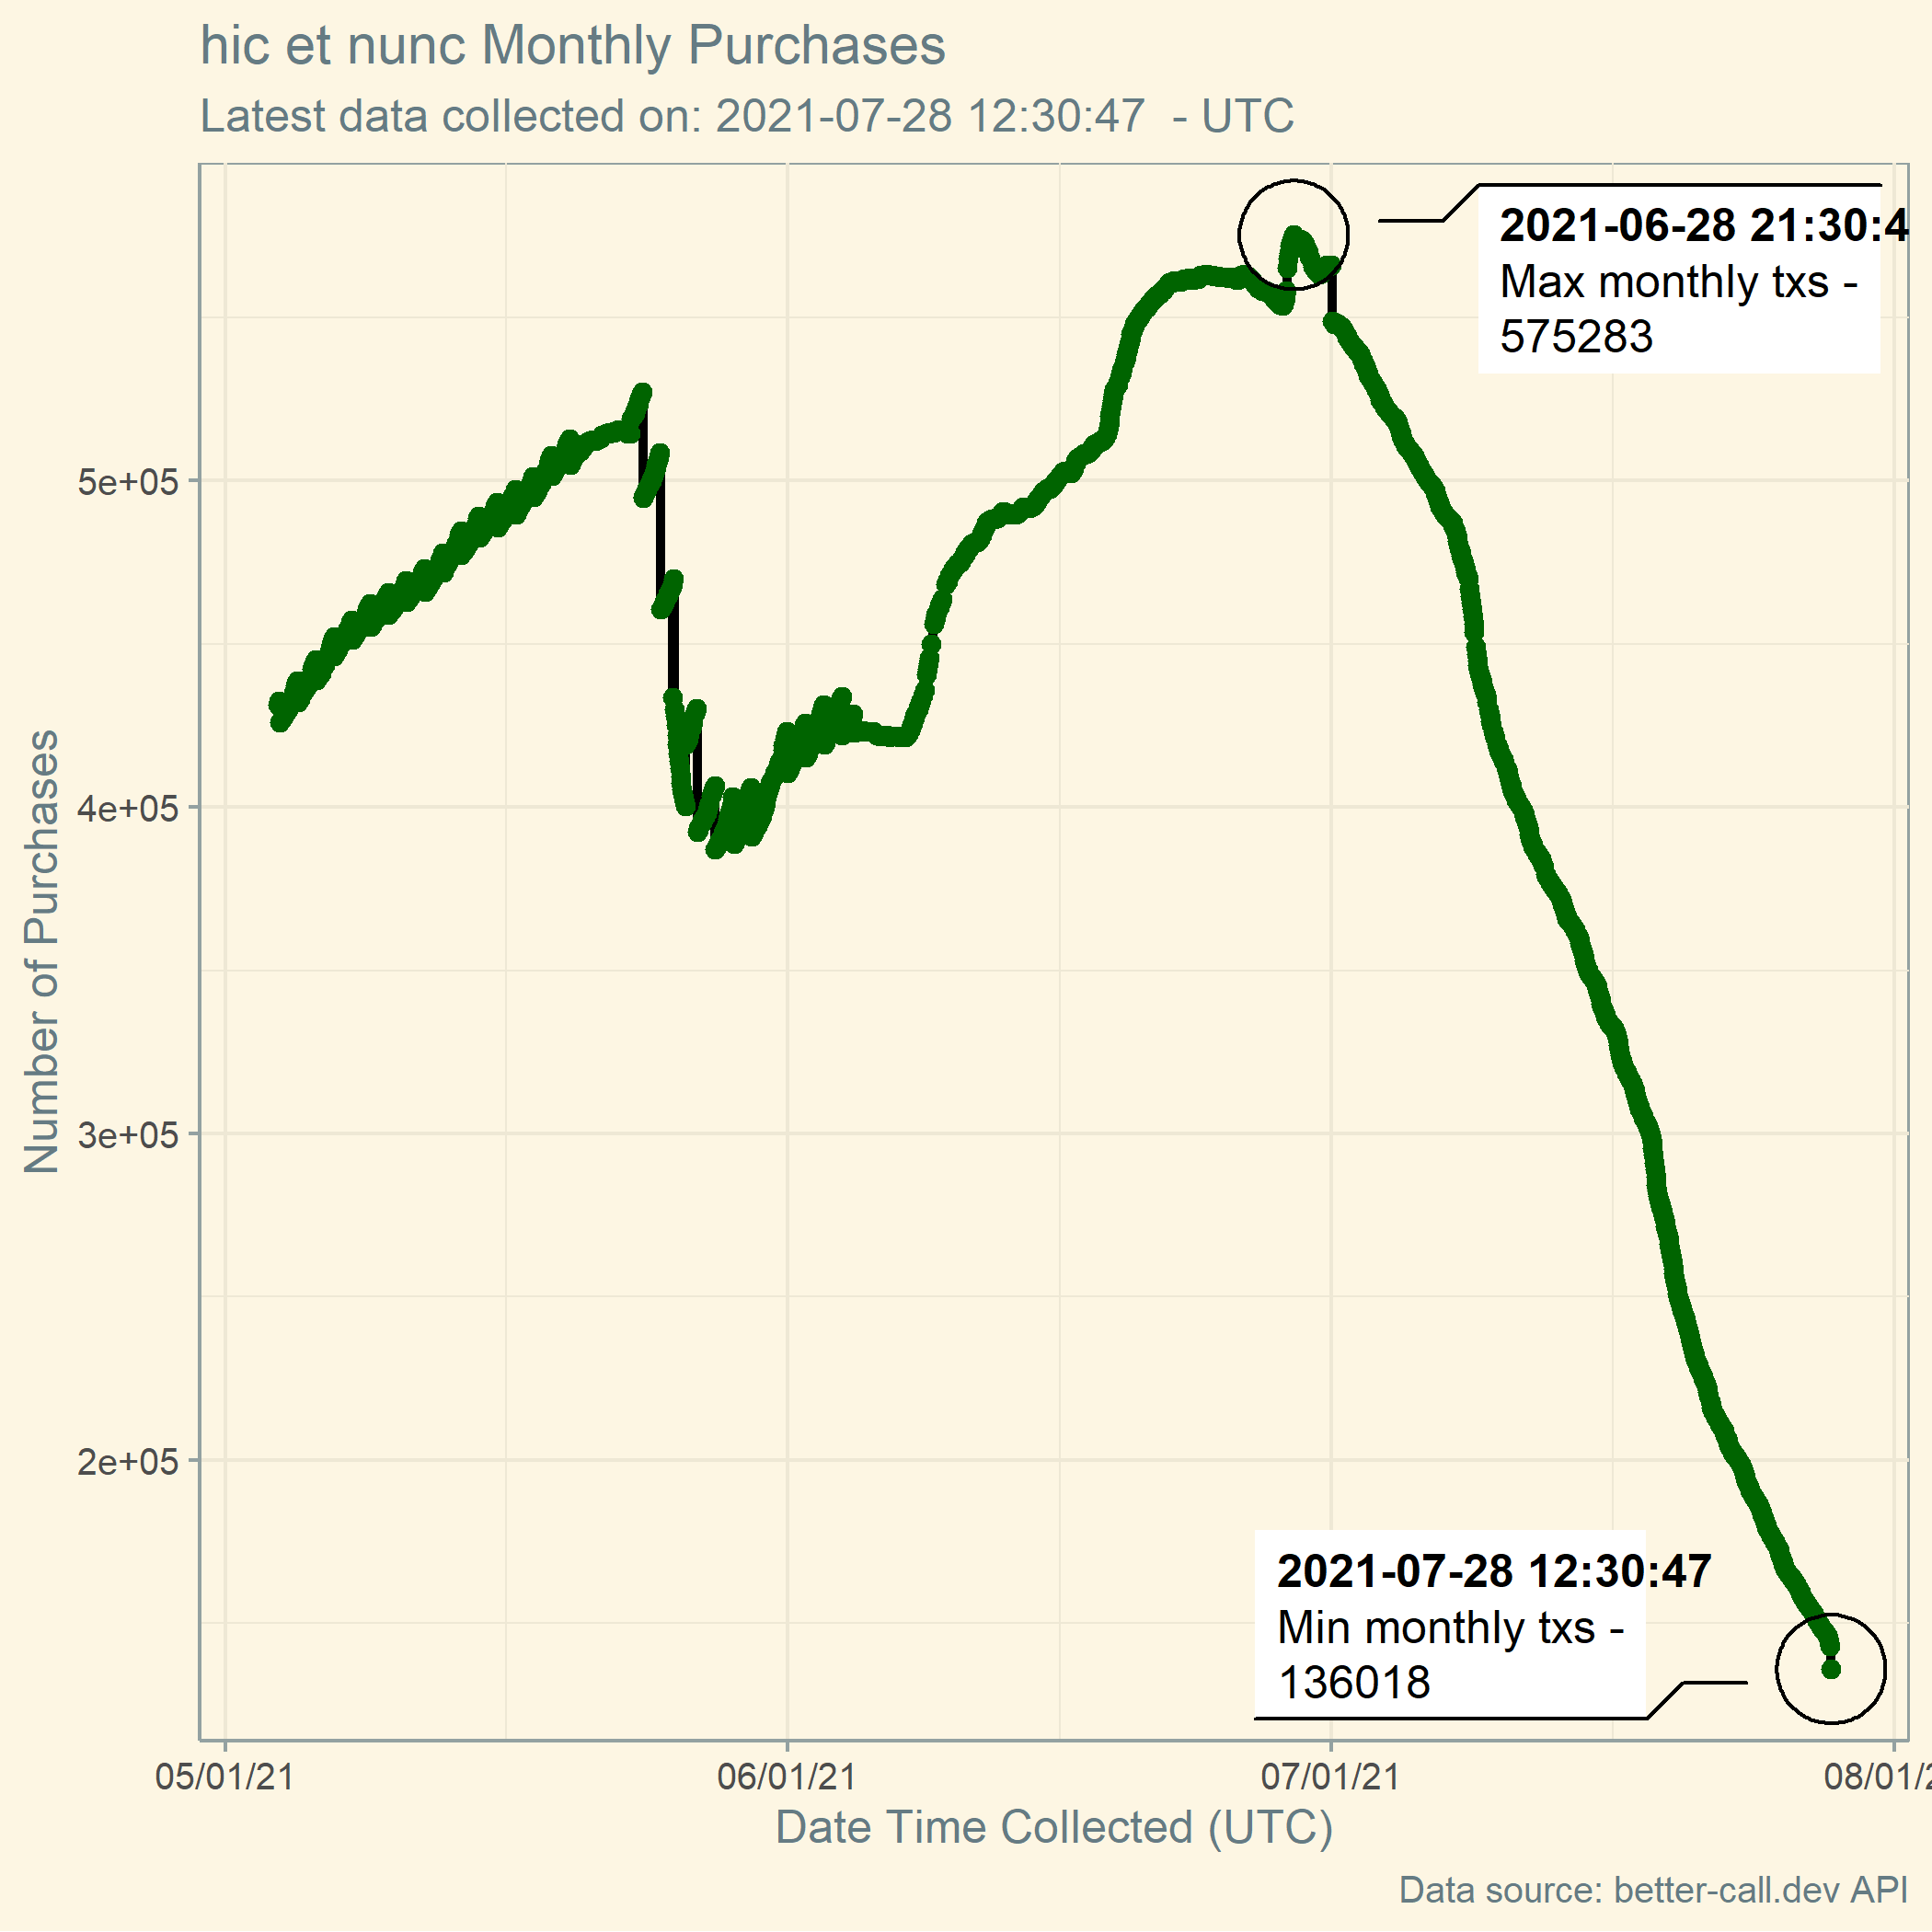 hic et nunc Monthly Purchases
Latest data collected on: 2021-07-28 12:30:47 - UTC
2021-06-28 21:30:4
Max monthly txs -
575283
Number of Purchases
5e+05
4e+05
3e+05
2e+05
2021-07-28 12:30:47
Min monthly txs -
136018
05/01/21 06/01/21 07/01/21 08/01/2
Date Time Collected (UTC)
Data source: better-call.dev API